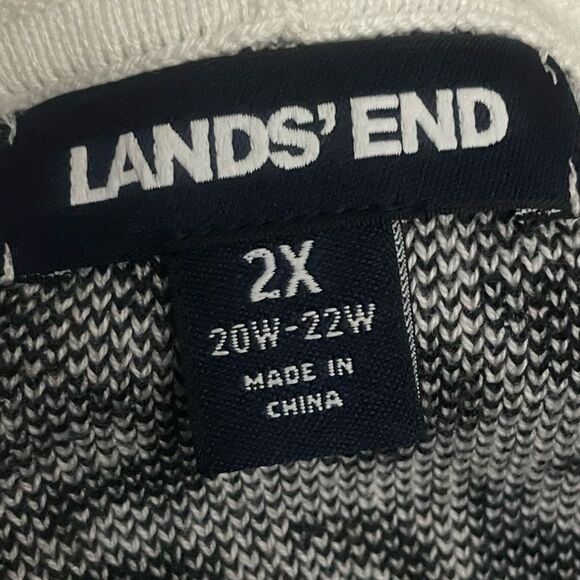 LANDS' END
2X
20W-22W
MADE IN
CHINA